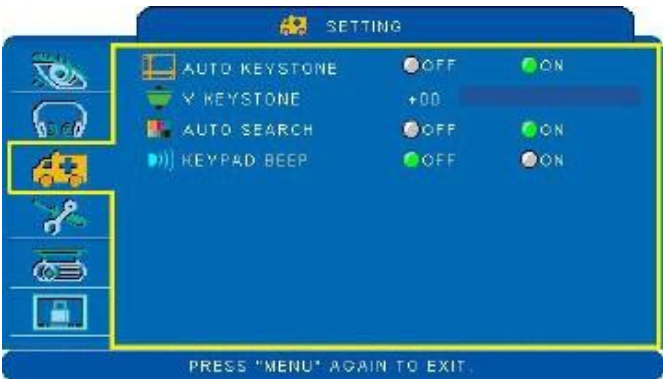 SETTING
AUTO KEYSTONE OFF ON
V KEYSTONE +00
AUTO SEARCH OFF ON
KEYPAD BEEP OFF ON
PRESS "MENU" AGAIN TO EXIT.